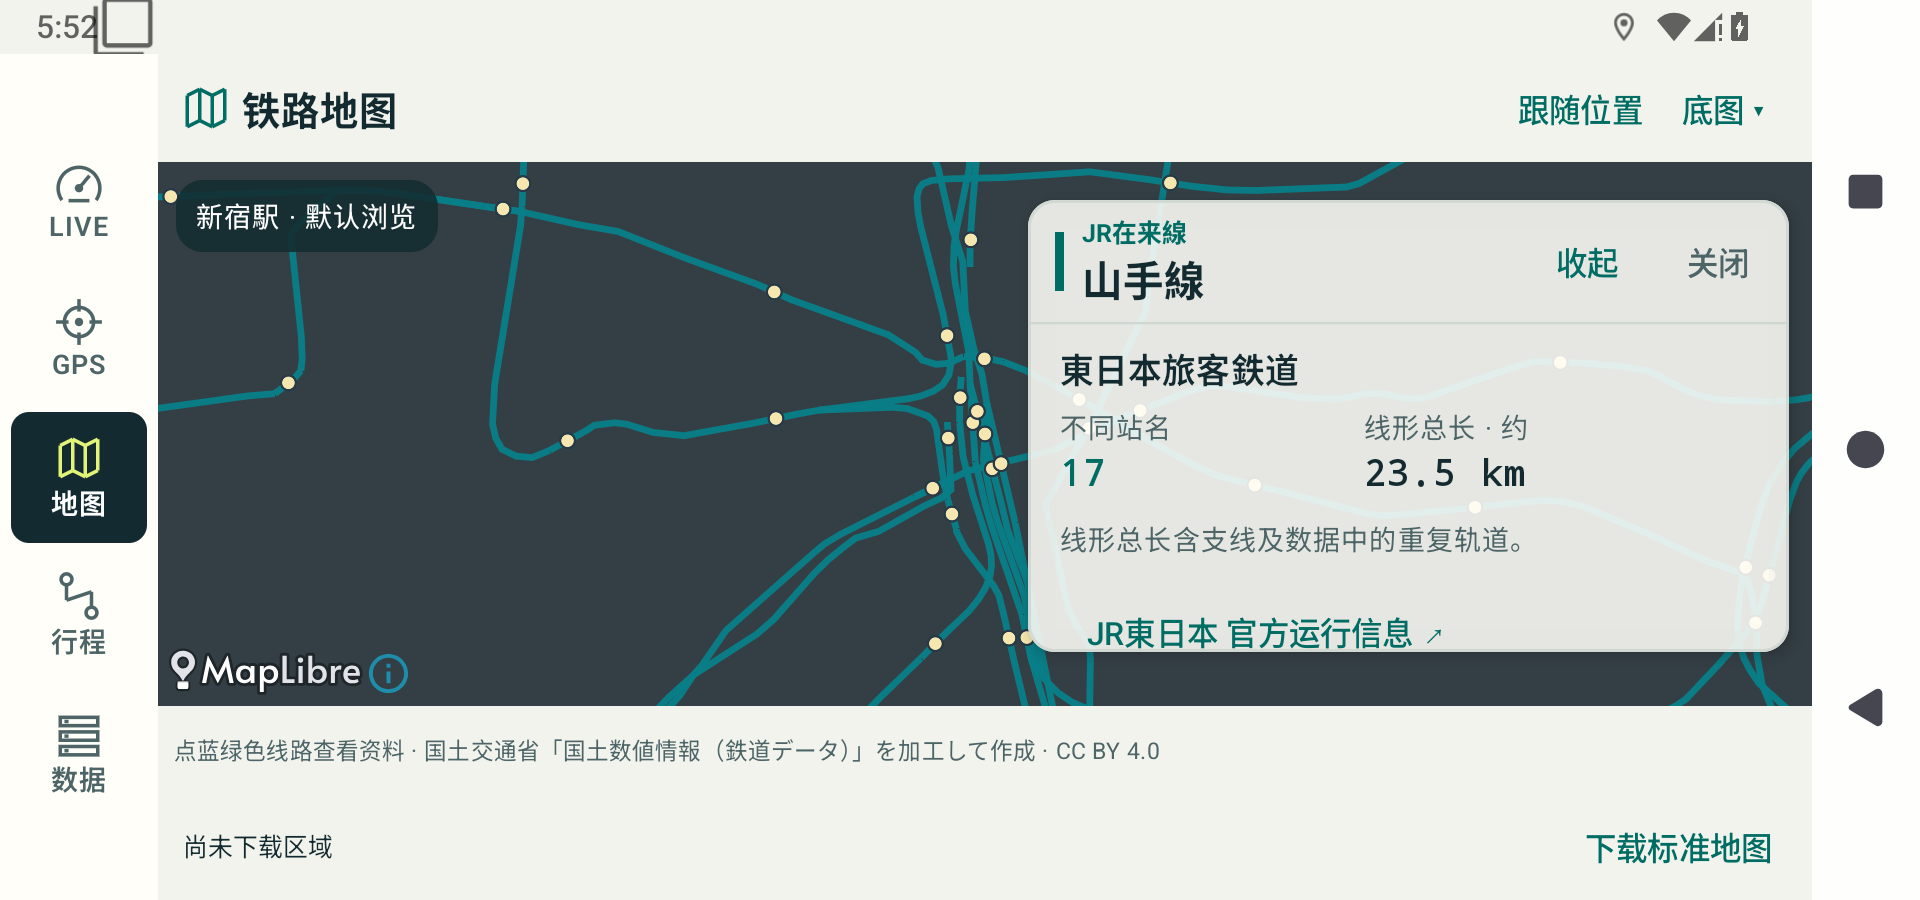 5:52
铁路地图
跟随位置
底图 ▾
LIVE
GPS
地图
行程
数据
新宿駅 · 默认浏览
JR在来線
山手線
收起
关闭
東日本旅客鉄道
不同站名
17
线形总长 · 约
23.5 km
线形总长含支线及数据中的重复轨道。
JR東日本 官方运行信息 ↗
MapLibre
点蓝绿色线路查看资料 · 国土交通省「国土数値情報（鉄道データ）」を加工して作成 · CC BY 4.0
尚未下载区域
下载标准地图